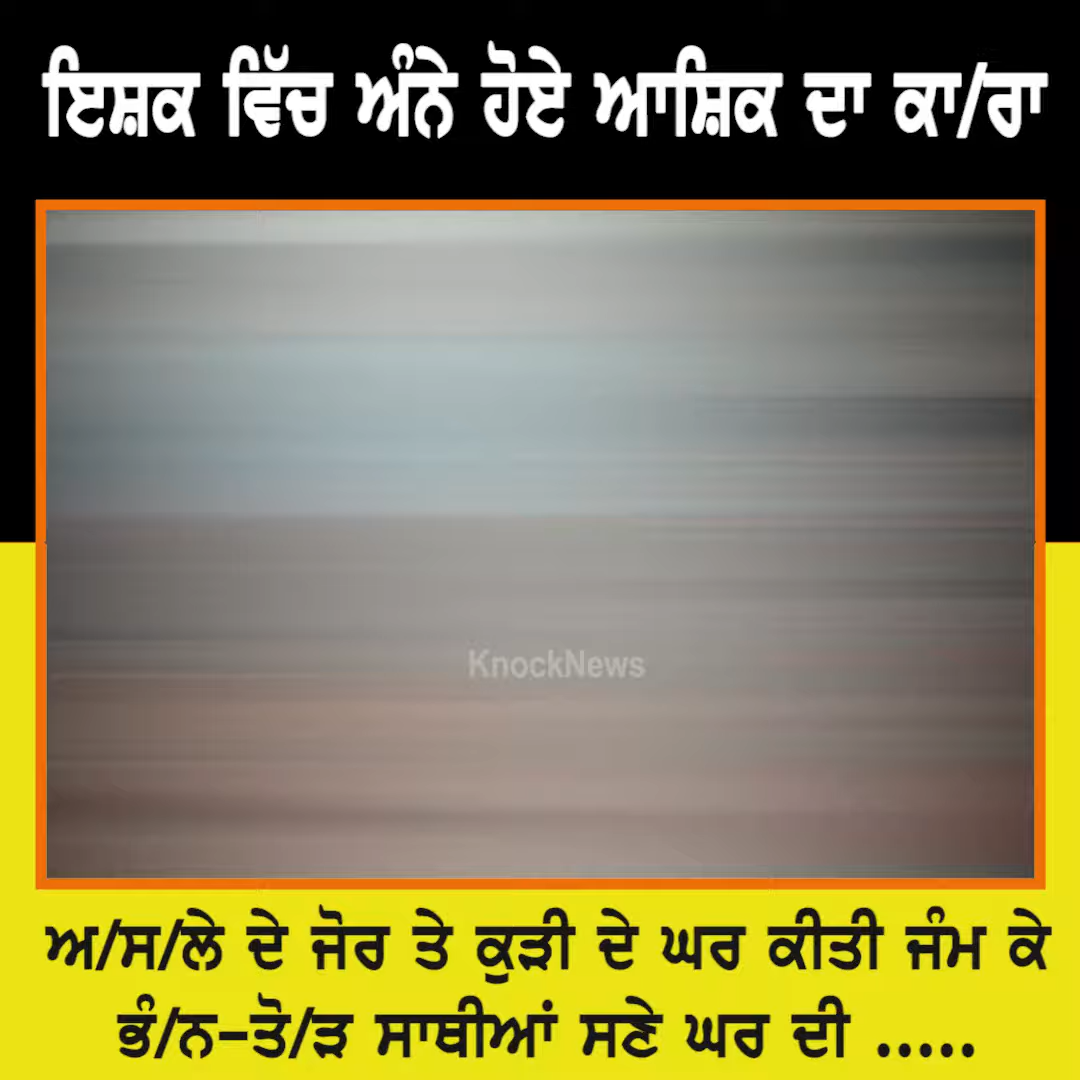 ਇਸ਼ਕ ਵਿੱਚ ਅੰਨੇ ਹੋਏ ਆਸ਼ਿਕ ਦਾ ਕਾ/ਰਾ
KnockNews
ਅ/ਸ/ਲੇ ਦੇ ਜੋਰ ਤੇ ਕੁੜੀ ਦੇ ਘਰ ਕੀਤੀ ਜੰਮ ਕੇ
ਭੰ/ਨ-ਤੋ/ੜ ਸਾਥੀਆਂ ਸਣੇ ਘਰ ਦੀ .....